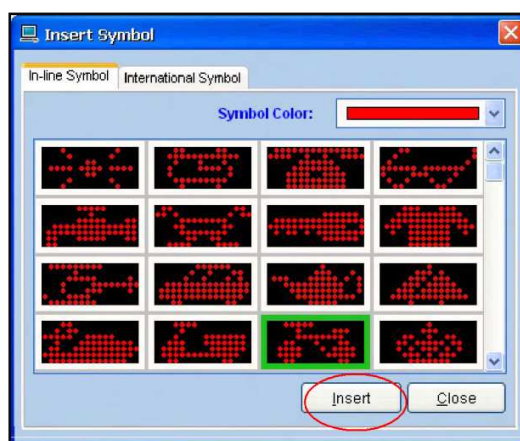 Insert Symbol
In-line Symbol International Symbol
Symbol Color:
Insert Close